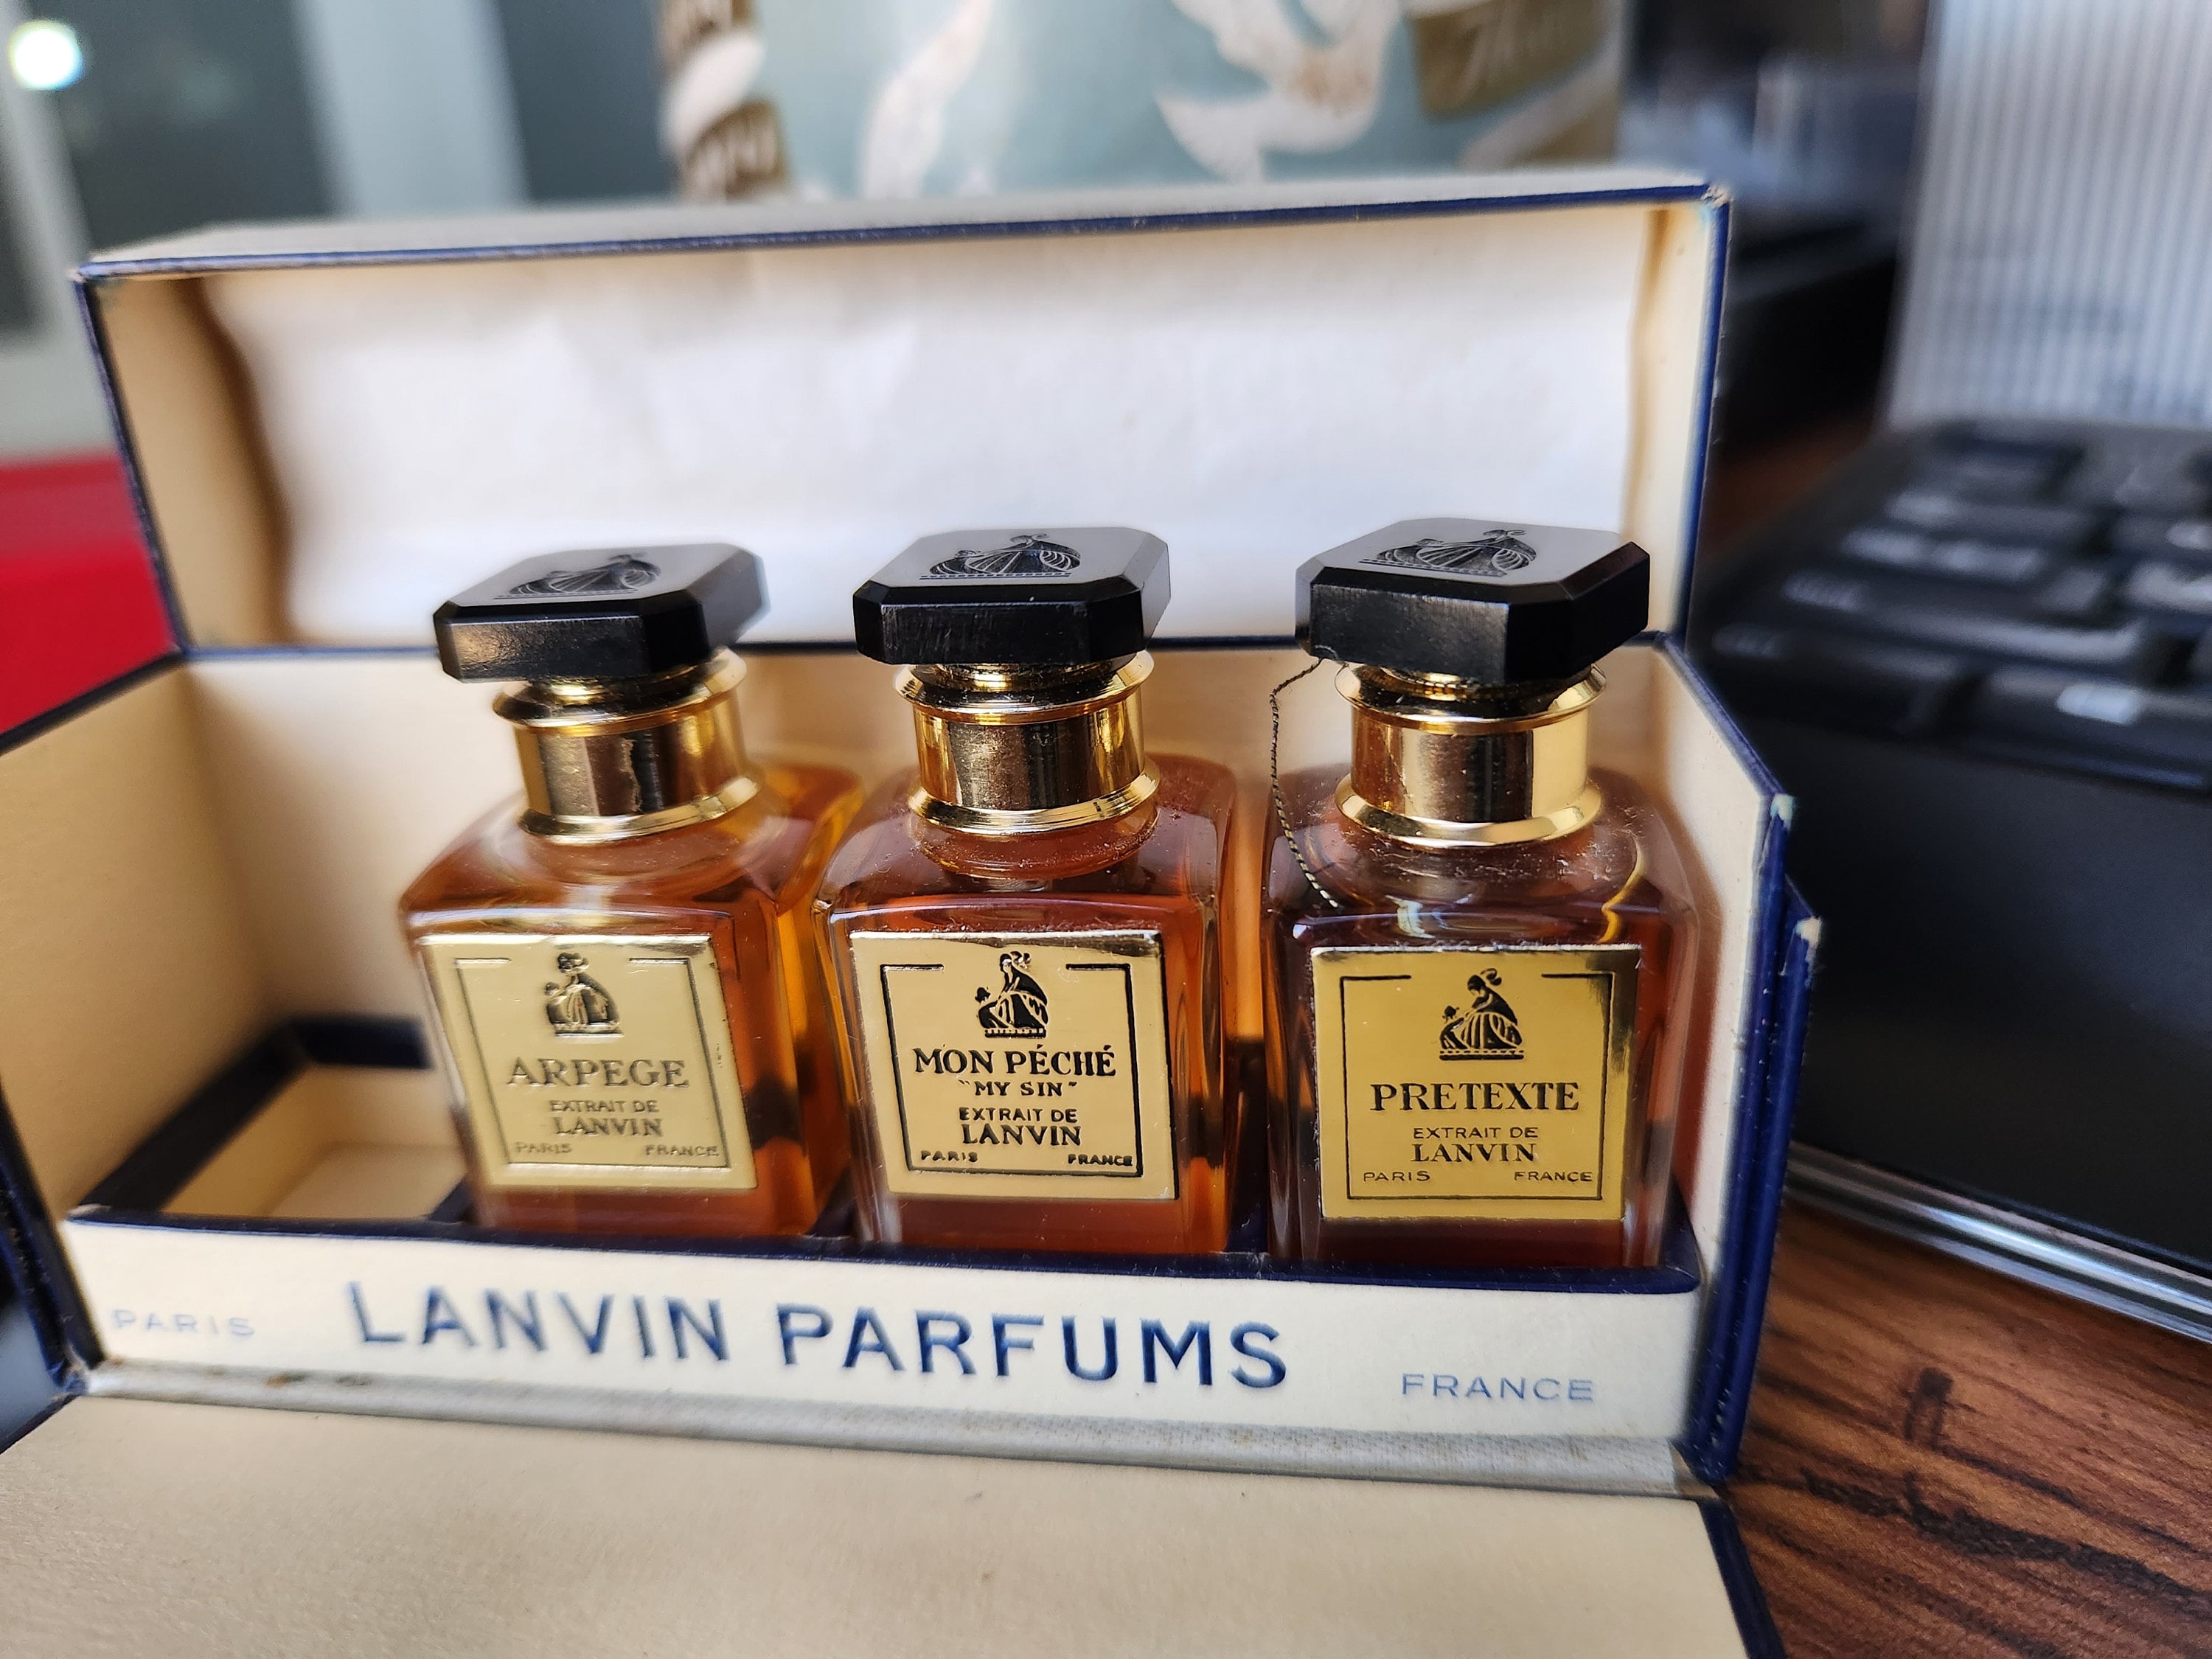 ARPEGE
EXTRAIT DE
LANVIN
PARIS FRANCE
MON PÉCHÉ
"MY SIN"
EXTRAIT DE
LANVIN
PARIS FRANCE
PRETEXTE
EXTRAIT DE
LANVIN
PARIS FRANCE
PARIS LANVIN PARFUMS FRANCE